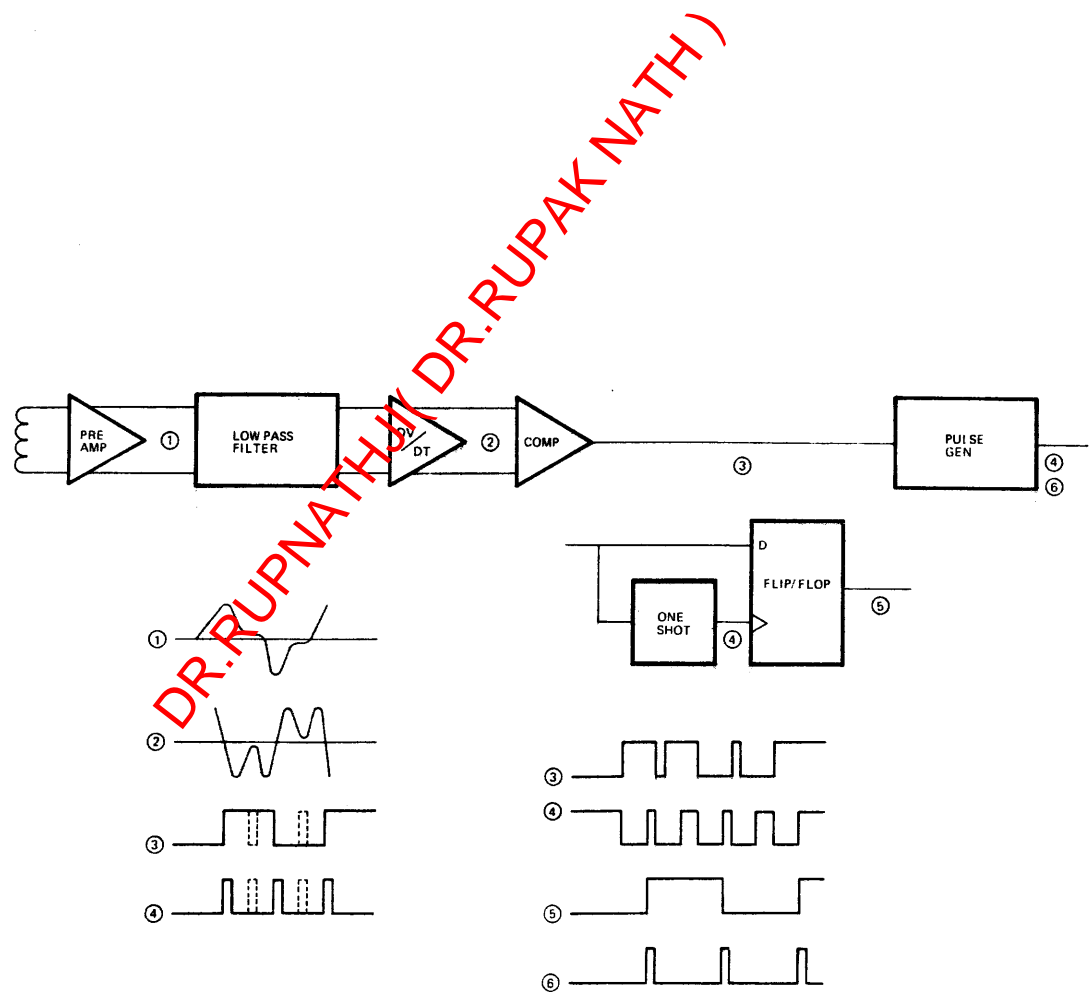 DR.RUPNATHJI( DR.RUPAK NATH )
PRE
AMP
①
LOW PASS
FILTER
DV
DT
②
COMP
③
PULSE
GEN
④
⑥
D
FLIP/FLOP
⑤
ONE
SHOT
④
①
②
③
④
③
④
⑤
⑥